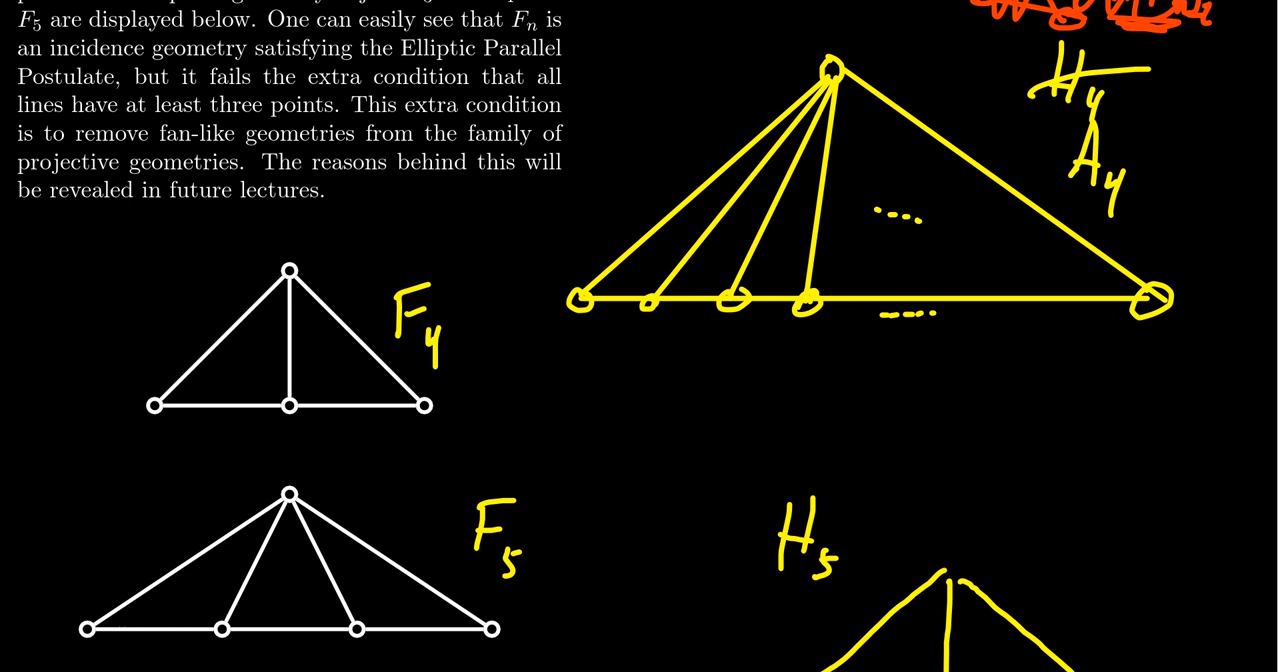 F₅ are displayed below. One can easily see that Fₙ is
an incidence geometry satisfying the Elliptic Parallel
Postulate, but it fails the extra condition that all
lines have at least three points. This extra condition
is to remove fan-like geometries from the family of
projective geometries. The reasons behind this will
be revealed in future lectures.
H₄
A₄
F₄
F₅
H₅